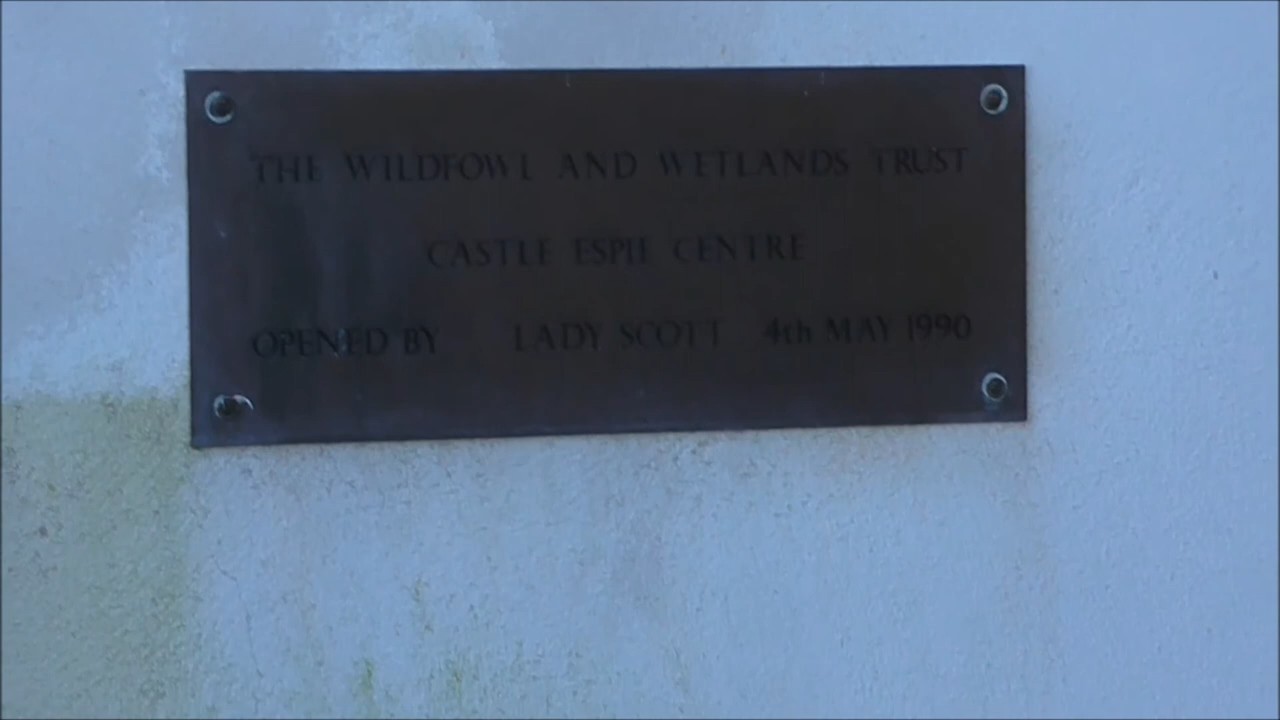 THE WILDFOWL AND WETLANDS TRUST
CASTLE ESPIE CENTRE
OPENED BY LADY SCOTT 4th MAY 1990